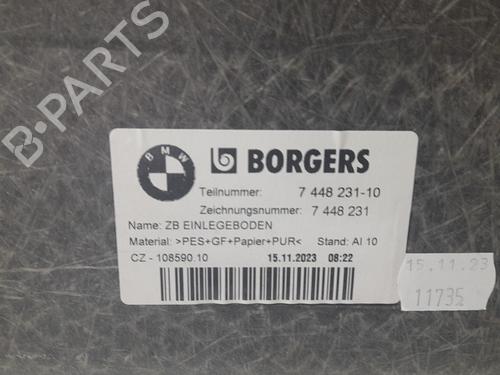 BMW
BORGERS
Teilnummer: 7 448 231-10
Zeichnungsnummer: 7 448 231
Name: ZB EINLEGEBODEN
Material: >PES+GF+Papier+PUR< Stand: AI 10
CZ - 108590.10 15.11.2023 08:22
15.11.23
11735
B-PARTS